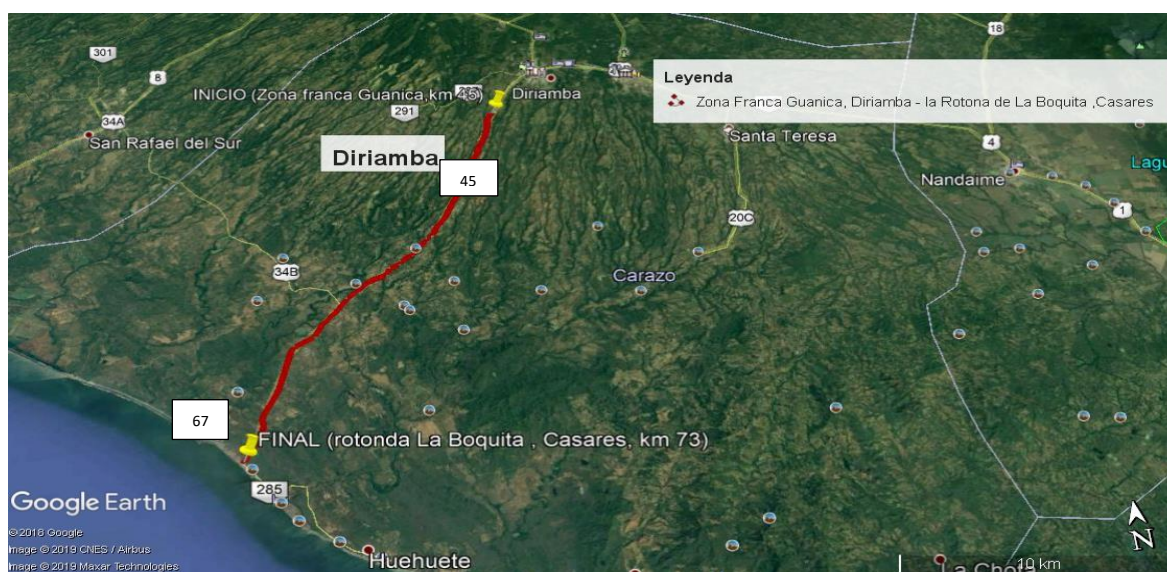 301
8
18
INICIO (Zona franca Guanica,km 45)
Diriamba
291
34A
San Rafael del Sur
Leyenda
Zona Franca Guanica, Diriamba - la Rotona de La Boquita ,Casares
Santa Teresa
4
Diriamba
45
Nandaime
Lagu
1
20C
34B
Carazo
67
FINAL (rotonda La Boquita , Casares, km 73)
285
Google Earth
©2018 Google
Image © 2019 CNES / Airbus
Image © 2019 Maxar Technologies
Huehuete
N
10 km